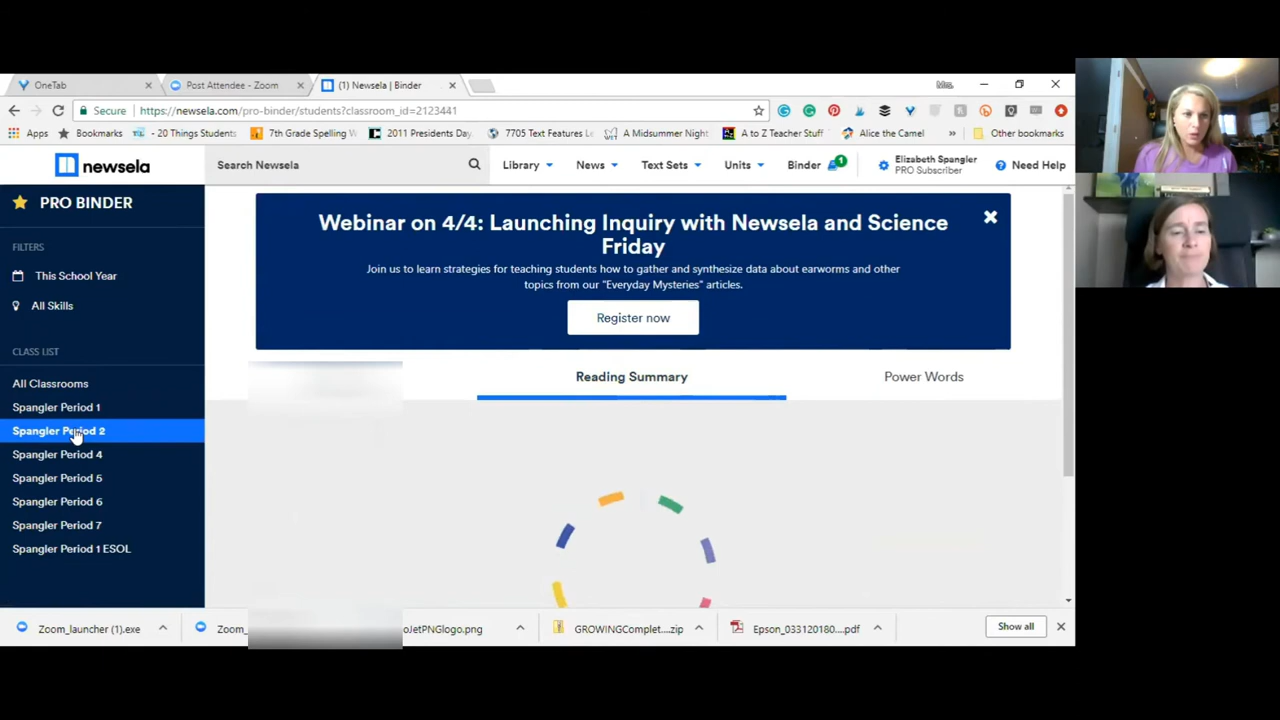 OneTab
Post Attendee - Zoom
(1) Newsela | Binder
Mrs.
Secure https://newsela.com/pro-binder/students?classroom_id=2123441
Apps Bookmarks - 20 Things Students 7th Grade Spelling 2011 Presidents Day 7705 Text Features L A Midsummer Night A to Z Teacher Stuff Alice the Camel » Other bookmarks
newsela
Search Newsela
Library News Text Sets Units Binder 1
Elizabeth Spangler
PRO Subscriber
Need Help
PRO BINDER
FILTERS
This School Year
All Skills
CLASS LIST
All Classrooms
Spangler Period 1
Spangler Period 2
Spangler Period 4
Spangler Period 5
Spangler Period 6
Spangler Period 7
Spangler Period 1 ESOL
Webinar on 4/4: Launching Inquiry with Newsela and Science
Friday
Join us to learn strategies for teaching students how to gather and synthesize data about earworms and other
topics from our "Everyday Mysteries" articles.
Register now
Reading Summary
Power Words
Zoom_launcher (1).exe
Zoom_
oJetPNGlogo.png
GROWINGComplet....zip
Epson_033120180....pdf
Show all